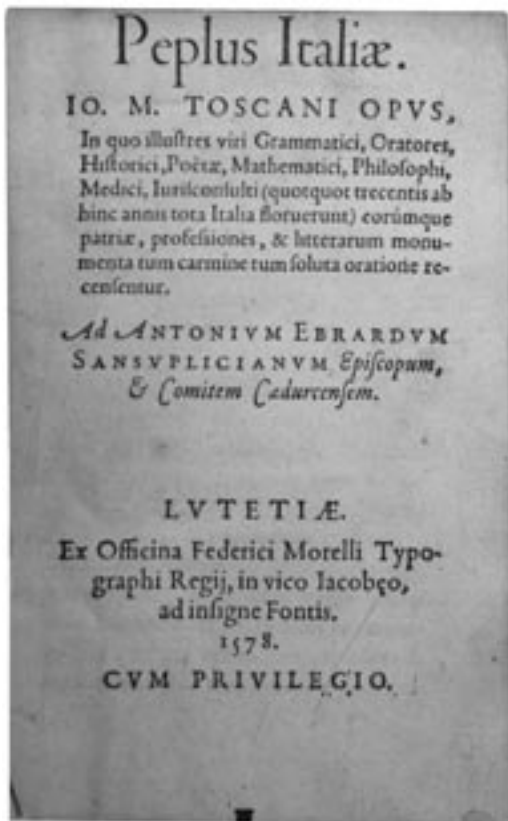 Peplus Italiæ.
IO. M. TOSCANI OPVS,
In quo illuſtres viri Grammatici, Oratores,
Hiſtorici, Poëtæ, Mathematici, Philoſophi,
Medici, Iuriſconſulti (quotquot trecentis ab
hinc annis tota Italia floruerunt) eorúmque
patriæ, profeſſiones, & litterarum monu-
menta tum carmine tum ſoluta oratione re-
cenſentur.
Ad ANTONIVM EBRARDVM
SANSVPLICIANVM Epiſcopum,
& Comitem Cadurcenſem.
LVTETIÆ.
Ex Officina Federici Morelli Typo-
graphi Regij, in vico Iacobęo,
ad inſigne Fontis.
1578.
CVM PRIVILEGIO.